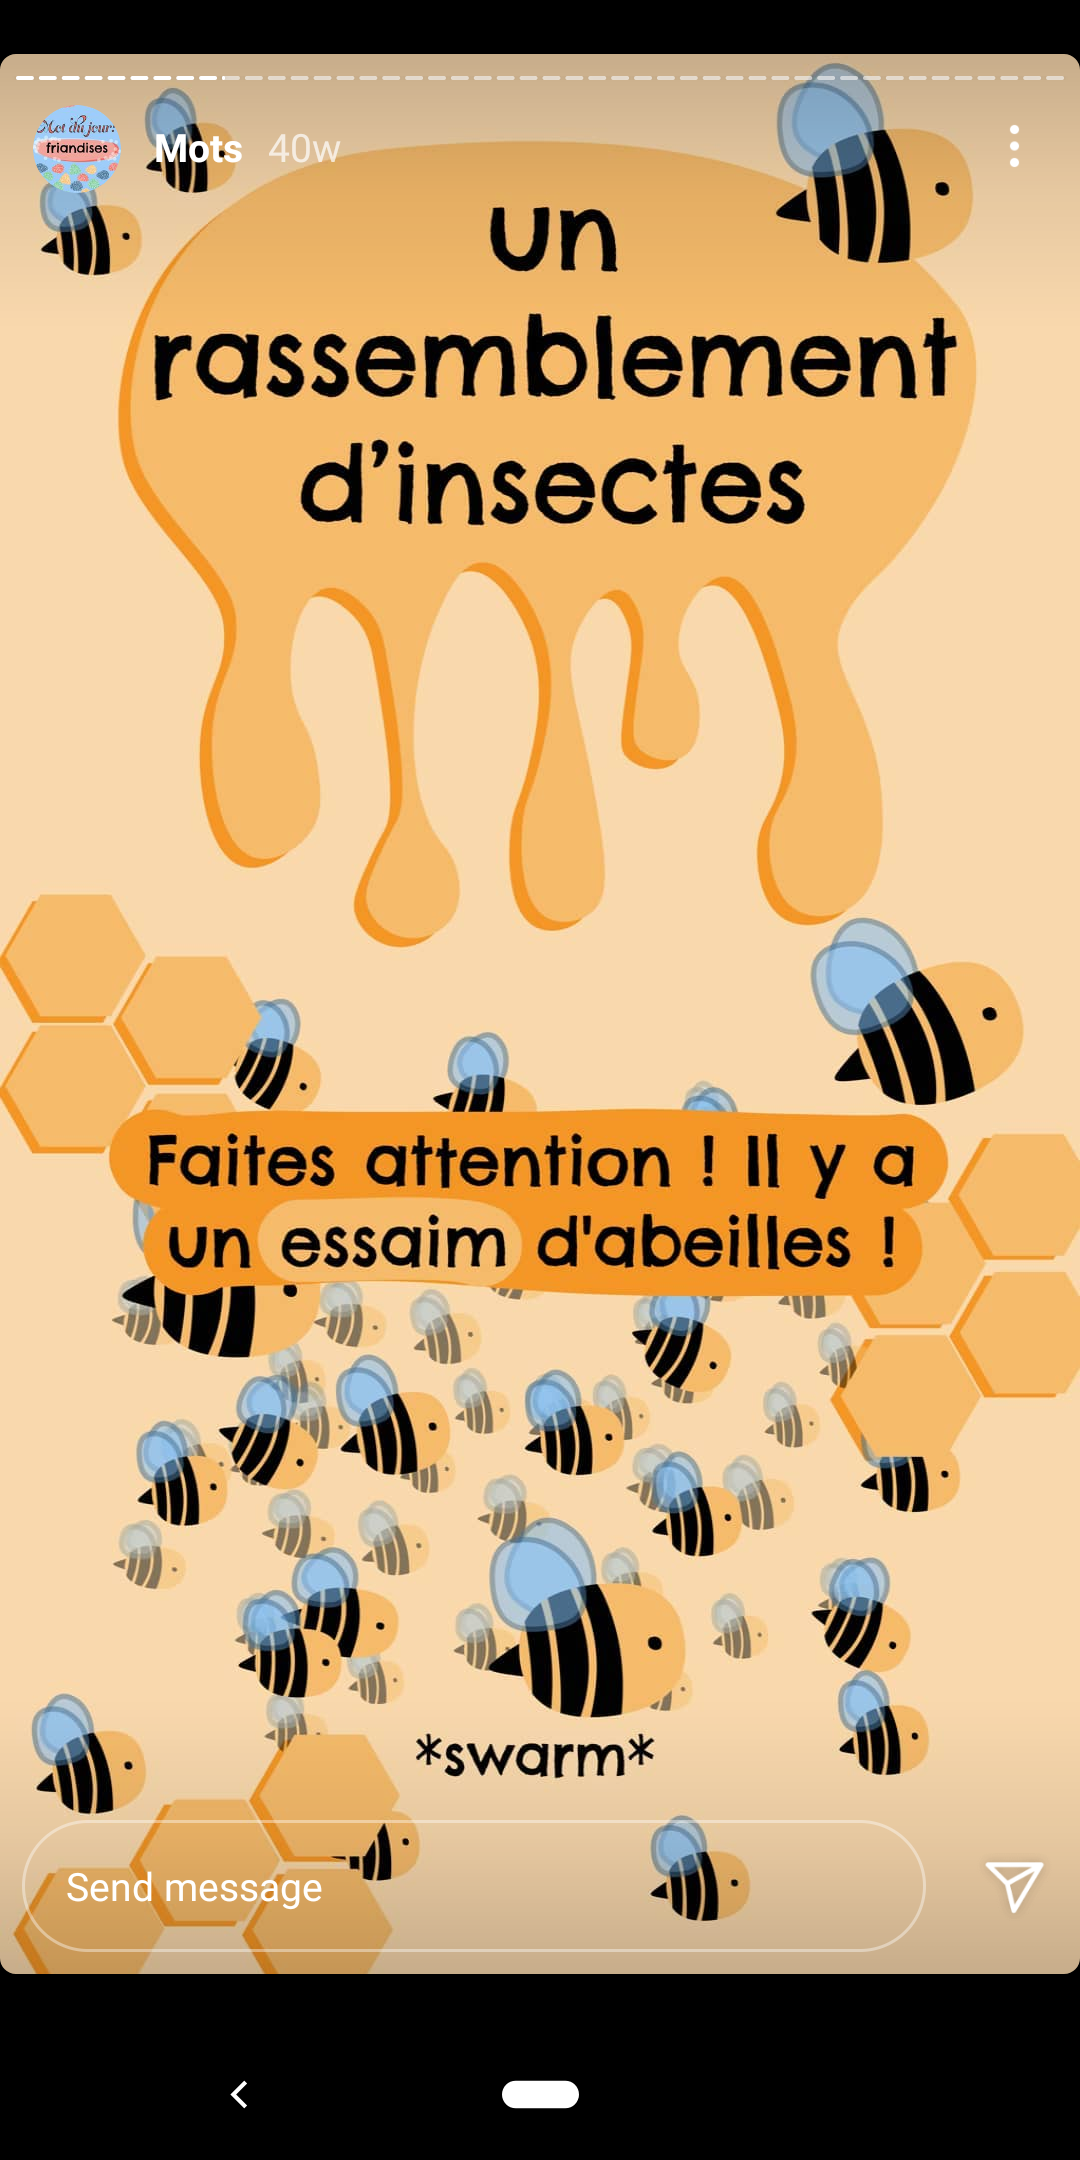 Mot du jour:
friandises
Mots 40w
un
rassemblement
d’insectes
Faites attention ! Il y a
un essaim d'abeilles !
*swarm*
Send message